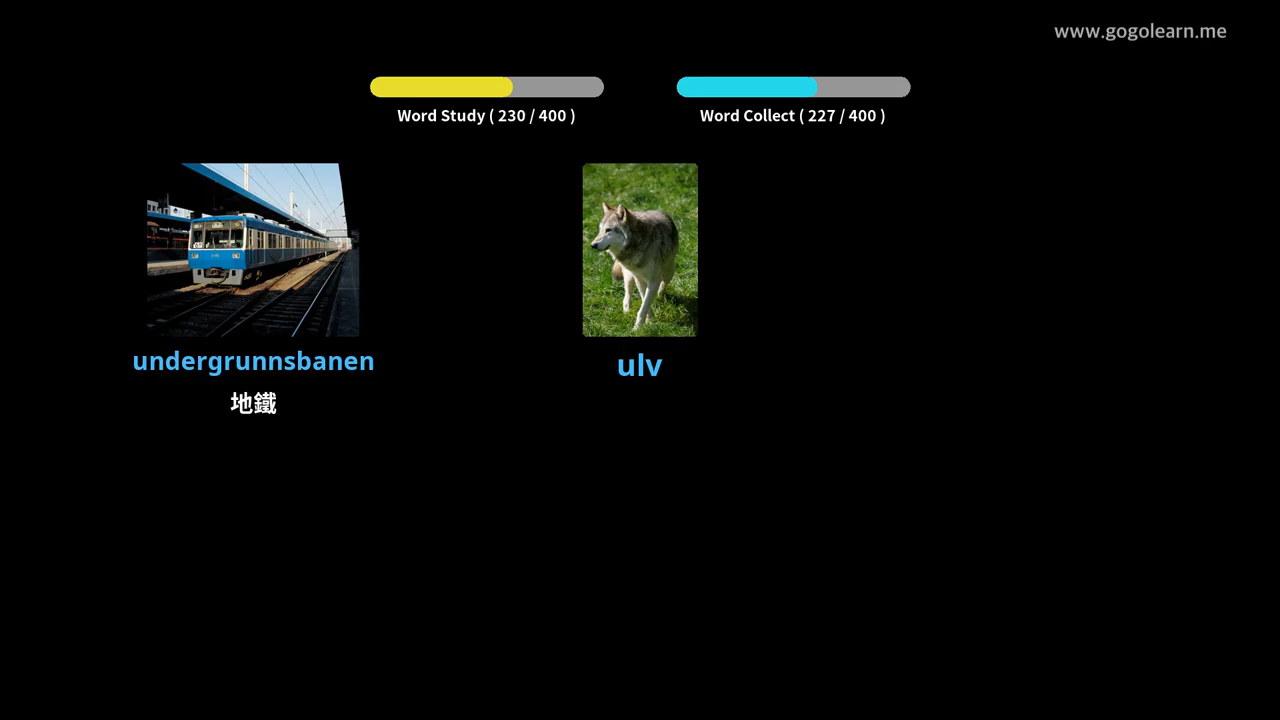 www.gogolearn.me
Word Study ( 230 / 400 )
Word Collect ( 227 / 400 )
undergrunnsbanen
地鐵
ulv